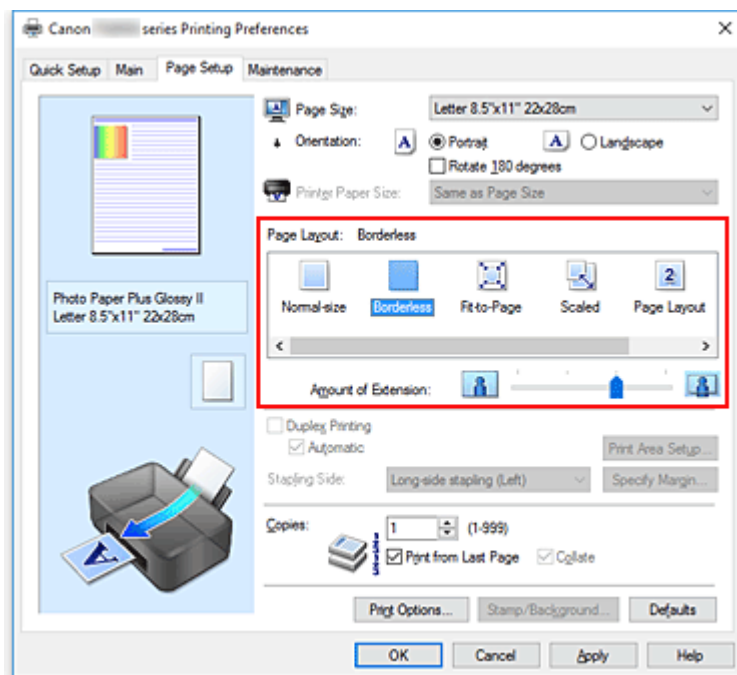 Canon series Printing Preferences
Quick Setup Main Page Setup Maintenance
Page Size: Letter 8.5"x11" 22x28cm
Orientation: A Portrait A Landscape
Rotate 180 degrees
Printer Paper Size: Same as Page Size
Page Layout: Borderless
2
Normal-size Borderless Fit-to-Page Scaled Page Layout
Photo Paper Plus Glossy II
Letter 8.5"x11" 22x28cm
Amount of Extension:
Duplex Printing
Automatic Print Area Setup...
Stapling Side: Long-side stapling (Left) Specify Margin...
Copies: 1 (1-999)
Print from Last Page Collate
A
Print Options... Stamp/Background... Defaults
OK Cancel Apply Help